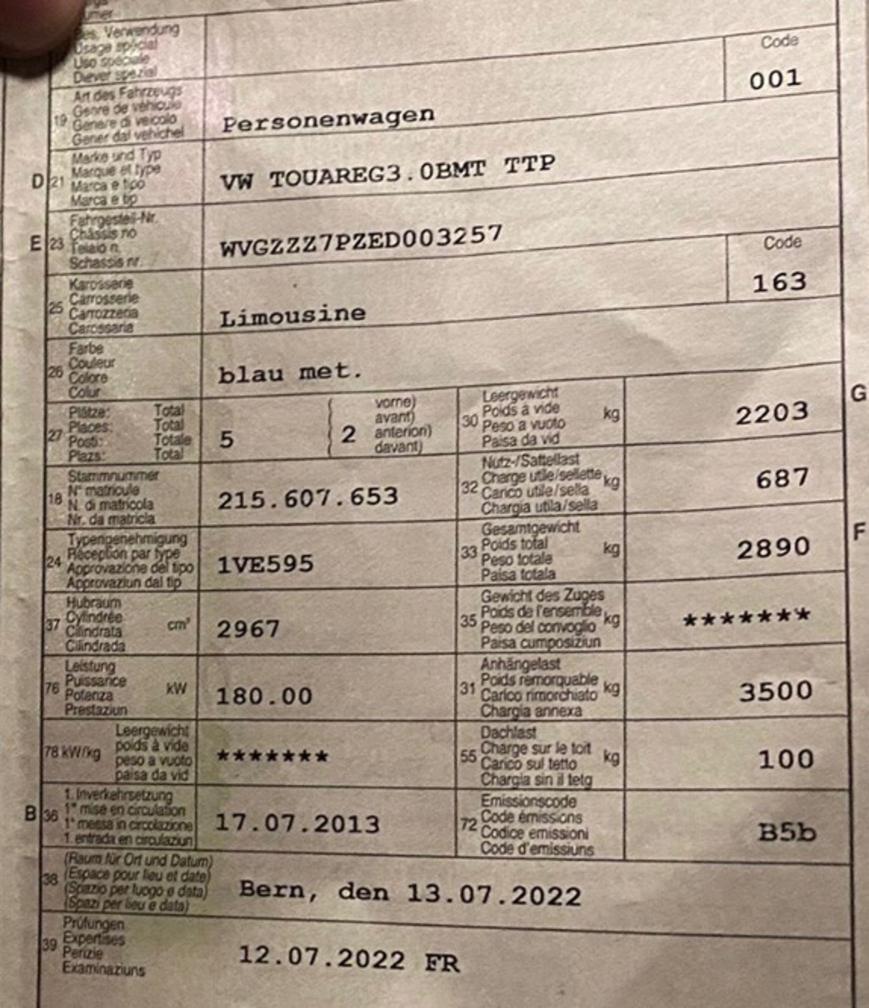 Bes. Verwendung
Usage spécial
Uso speciale
Diever spezial
Code
001
19
Art des Fahrzeugs
Genre de véhicule
Genere di veicolo
Gener dal vehichel
Personenwagen
D 21
Marke und Typ
Marque et type
Marca e tipo
Marca e tip
VW TOUAREG3.0BMT TTP
E 23
Fahrgestell-Nr.
Châssis no
Telaio n.
Schassis nr.
WVGZZZ7PZED003257
Code
163
25
Karosserie
Carrosserie
Carrozzeria
Carossaria
Limousine
26
Farbe
Couleur
Colore
Colur
blau met.
27
Plätze: Total
Places: Total
Posti: Totale
Plazs: Total
5
( 2
vorne)
avant)
anteriori)
davant)
30
Leergewicht
Poids à vide
Peso a vuoto
Paisa da vid
kg
2203
G
18
Stammnummer
N° matricule
N. di matricola
Nr. da matricla
215.607.653
32
Nutz-/Sattellast
Charge utile/sellette
Carico utile/sella
Chargia utila/sella
kg
687
24
Typengenehmigung
Réception par type
Approvazione del tipo
Approvaziun dal tip
1VE595
33
Gesamtgewicht
Poids total
Peso totale
Paisa totala
kg
2890
F
37
Hubraum
Cylindrée
Cilindrata
Cilindrada
cm³
2967
35
Gewicht des Zuges
Poids de l'ensemble
Peso del convoglio
Paisa cumposiziun
kg
*******
76
Leistung
Puissance
Potenza
Prestaziun
kW
180.00
31
Anhängelast
Poids remorquable
Carico rimorchiato
Chargia annexa
kg
3500
78 kW/kg
Leergewicht
poids à vide
peso a vuoto
paisa da vid
*******
55
Dachlast
Charge sur le toit
Carico sul tetto
Chargia sin il tetg
kg
100
B 36
1. Inverkehrsetzung
1re mise en circulation
1a messa in circolazione
1. entrada en circulaziun
17.07.2013
72
Emissionscode
Code émissions
Codice emissioni
Code d'emissiuns
B5b
38
(Raum für Ort und Datum)
(Espace pour lieu et date)
(Spazio per luogo e data)
(Spazi per lieu e data)
Bern, den 13.07.2022
39
Prüfungen
Expertises
Perizie
Examinaziuns
12.07.2022 FR